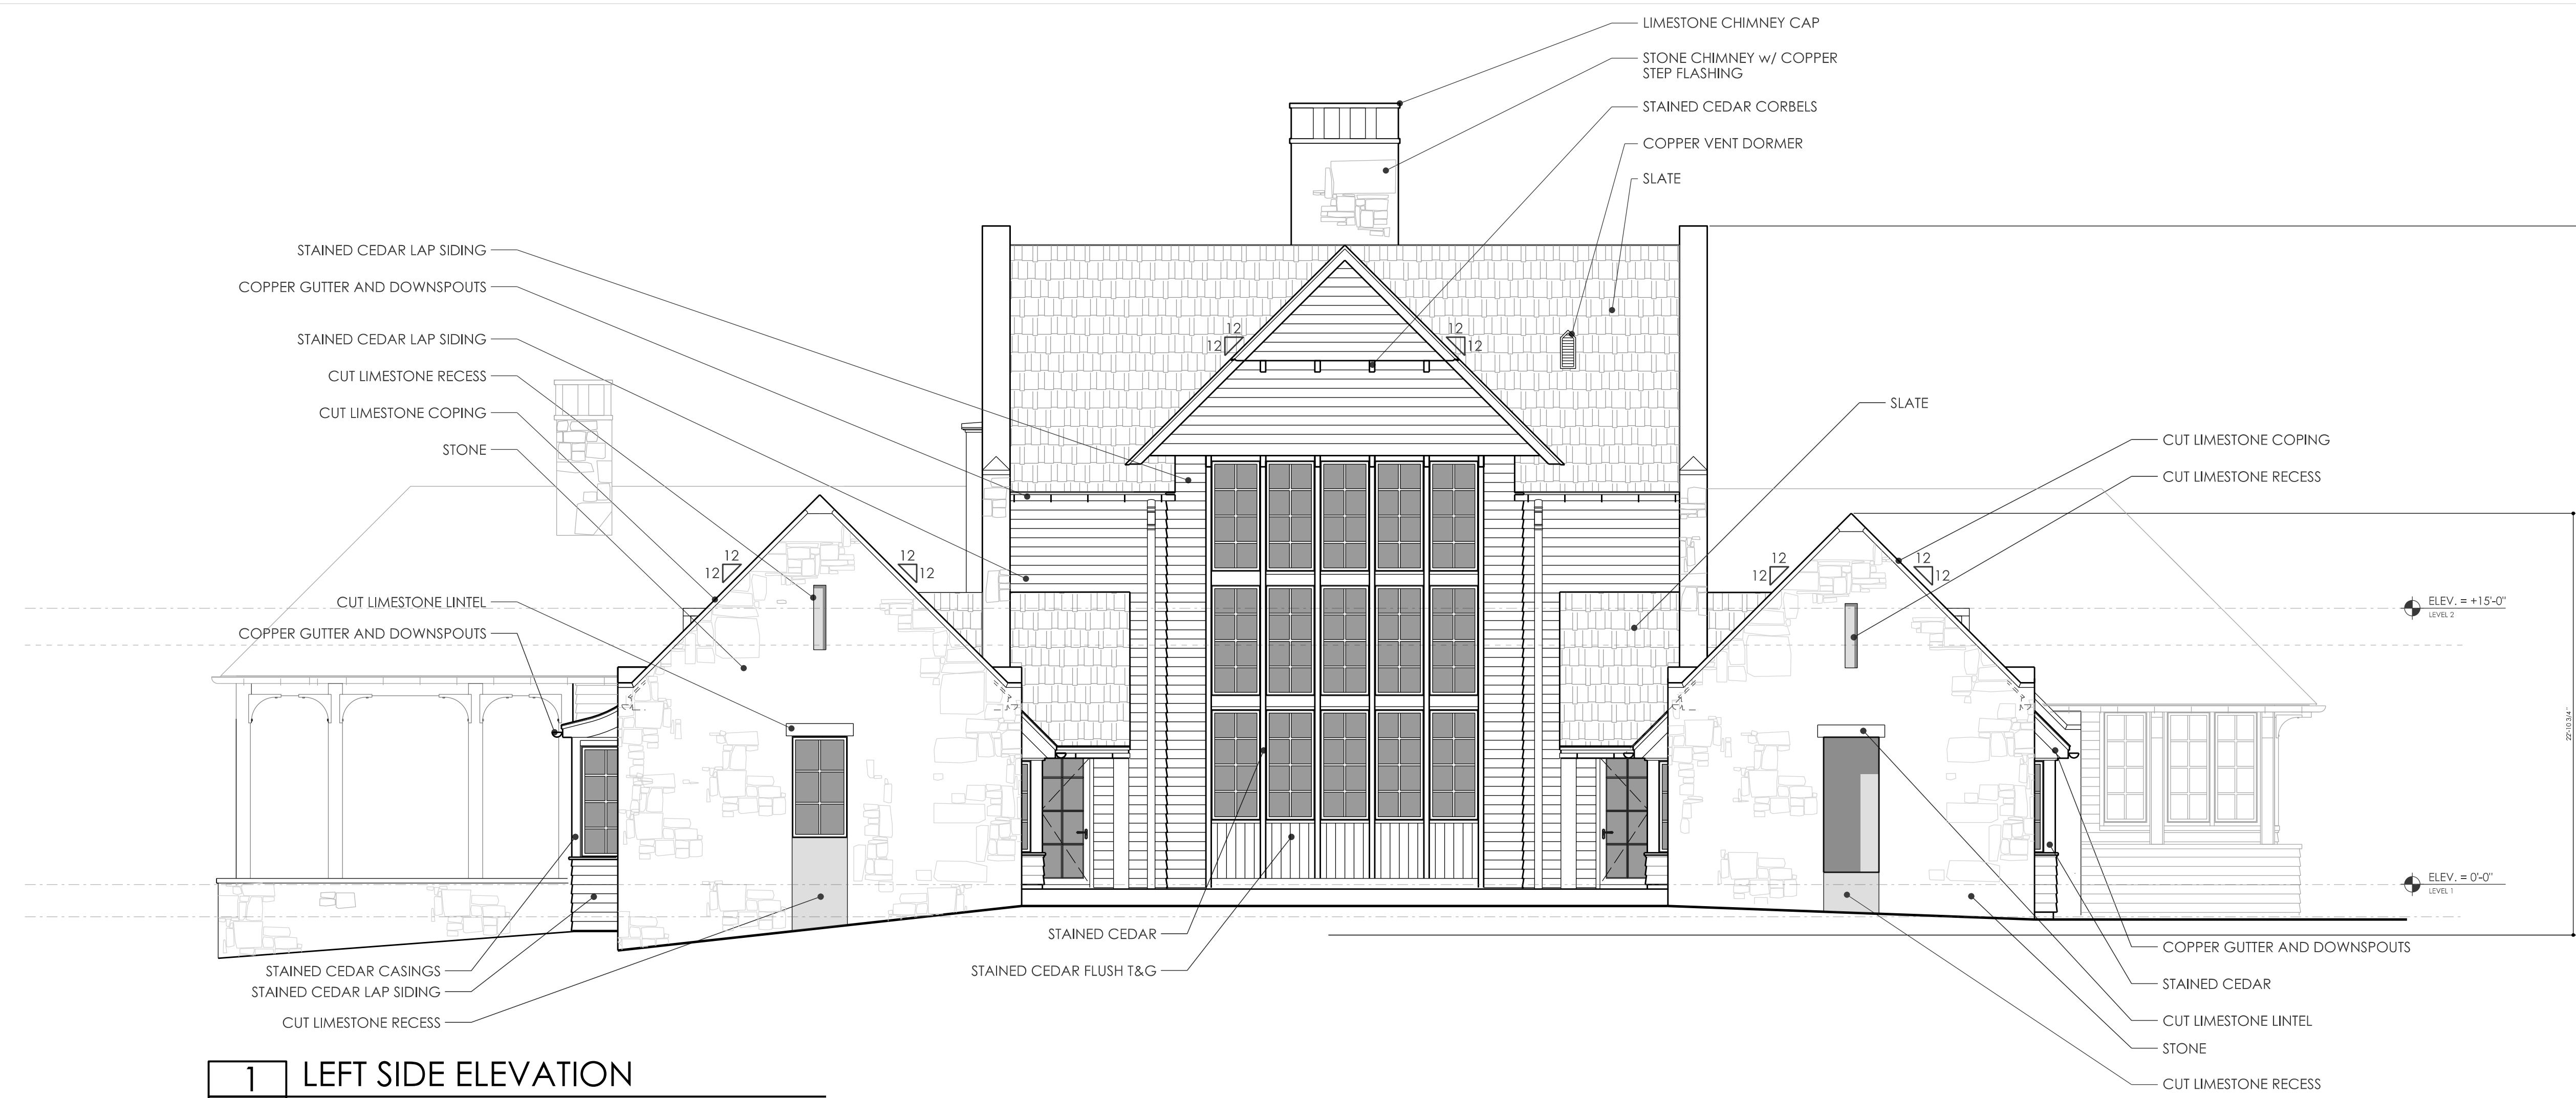 LIMESTONE CHIMNEY CAP
STONE CHIMNEY w/ COPPER
STEP FLASHING
STAINED CEDAR CORBELS
COPPER VENT DORMER
SLATE
STAINED CEDAR LAP SIDING
COPPER GUTTER AND DOWNSPOUTS
STAINED CEDAR LAP SIDING
CUT LIMESTONE RECESS
CUT LIMESTONE COPING
STONE
CUT LIMESTONE LINTEL
COPPER GUTTER AND DOWNSPOUTS
12
12
12
12
12
12
12
12
12
12
12
12
SLATE
CUT LIMESTONE COPING
CUT LIMESTONE RECESS
ELEV. = +15'-0"
LEVEL 2
22'-10 3/4"
ELEV. = 0'-0"
LEVEL 1
STAINED CEDAR CASINGS
STAINED CEDAR LAP SIDING
CUT LIMESTONE RECESS
STAINED CEDAR
STAINED CEDAR FLUSH T&G
COPPER GUTTER AND DOWNSPOUTS
STAINED CEDAR
CUT LIMESTONE LINTEL
STONE
CUT LIMESTONE RECESS
1 LEFT SIDE ELEVATION